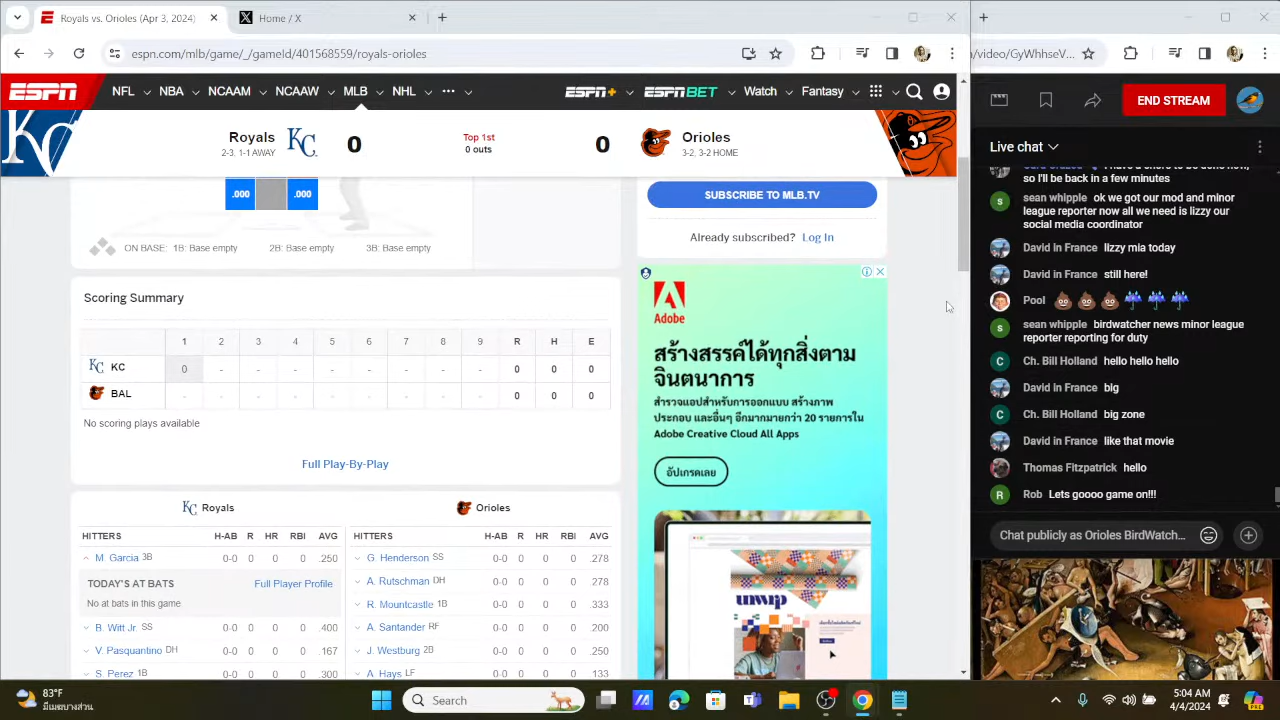 Royals vs. Orioles (Apr 3, 2024)
Home / X
espn.com/mlb/game/_/gameId/401568559/royals-orioles
/video/GyWhhseV...
ESPN NFL NBA NCAAM NCAAW MLB NHL ESPN+ ESPN BET Watch Fantasy
END STREAM
KC
Royals
2-3, 1-1 AWAY
KC
0
Top 1st
0 outs
0
Orioles
3-2, 3-2 HOME
.000 .000
ON BASE: 1B: Base empty 2B: Base empty 3B: Base empty
SUBSCRIBE TO MLB.TV
Already subscribed? Log In
Scoring Summary
1 2 3 5 6 7 8 9 R H E
KC 0 - - - - - - - 0 0 0
BAL - - - - - - - - 0 0 0
No scoring plays available
Full Play-By-Play
Royals
HITTERS H-AB R HR RBI AVG
M. Garcia 3B 0-0 0 0 0 .250
TODAY'S AT BATS Full Player Profile
No at bats in this game
B. Witt Jr. SS 0-0 0 0 0 .400
V. Pasquantino DH 0-0 0 0 0 .167
S. Perez 1B 0-0 0 0 0 .300
Orioles
HITTERS H-AB R HR RBI AVG
G. Henderson SS 0-0 0 0 0 .278
A. Rutschman DH 0-0 0 0 0 .278
R. Mountcastle 1B 0-0 0 0 0 .333
A. Santander RF 0-0 0 0 0 .200
J. Westburg 2B 0-0 0 0 0 .250
A. Hays LF 0-0 0 0 0 .133
Adobe
สร้างสรรค์ได้ทุกสิ่งตาม
จินตนาการ
สำรวจแอปสำหรับการออกแบบ สร้างภาพ
ประกอบ และอื่นๆ อีกมากมายกว่า 20 รายการใน
Adobe Creative Cloud All Apps
อัปเกรดเลย
unwrp
Live chat
so I'll be back in a few minutes
sean whipple ok we got our mod and minor
league reporter now all we need is lizzy our
social media coordinator
David in France lizzy mia today
David in France still here!
Pool 💩💩💩☔☔☔
sean whipple birdwatcher news minor league
reporter reporting for duty
Ch. Bill Holland hello hello hello
David in France big
Ch. Bill Holland big zone
David in France like that movie
Thomas Fitzpatrick hello
Rob Lets goooo game on!!!
Chat publicly as Orioles BirdWatch...
83°F
มีเมฆบางส่วน
Search
5:04 AM
4/4/2024